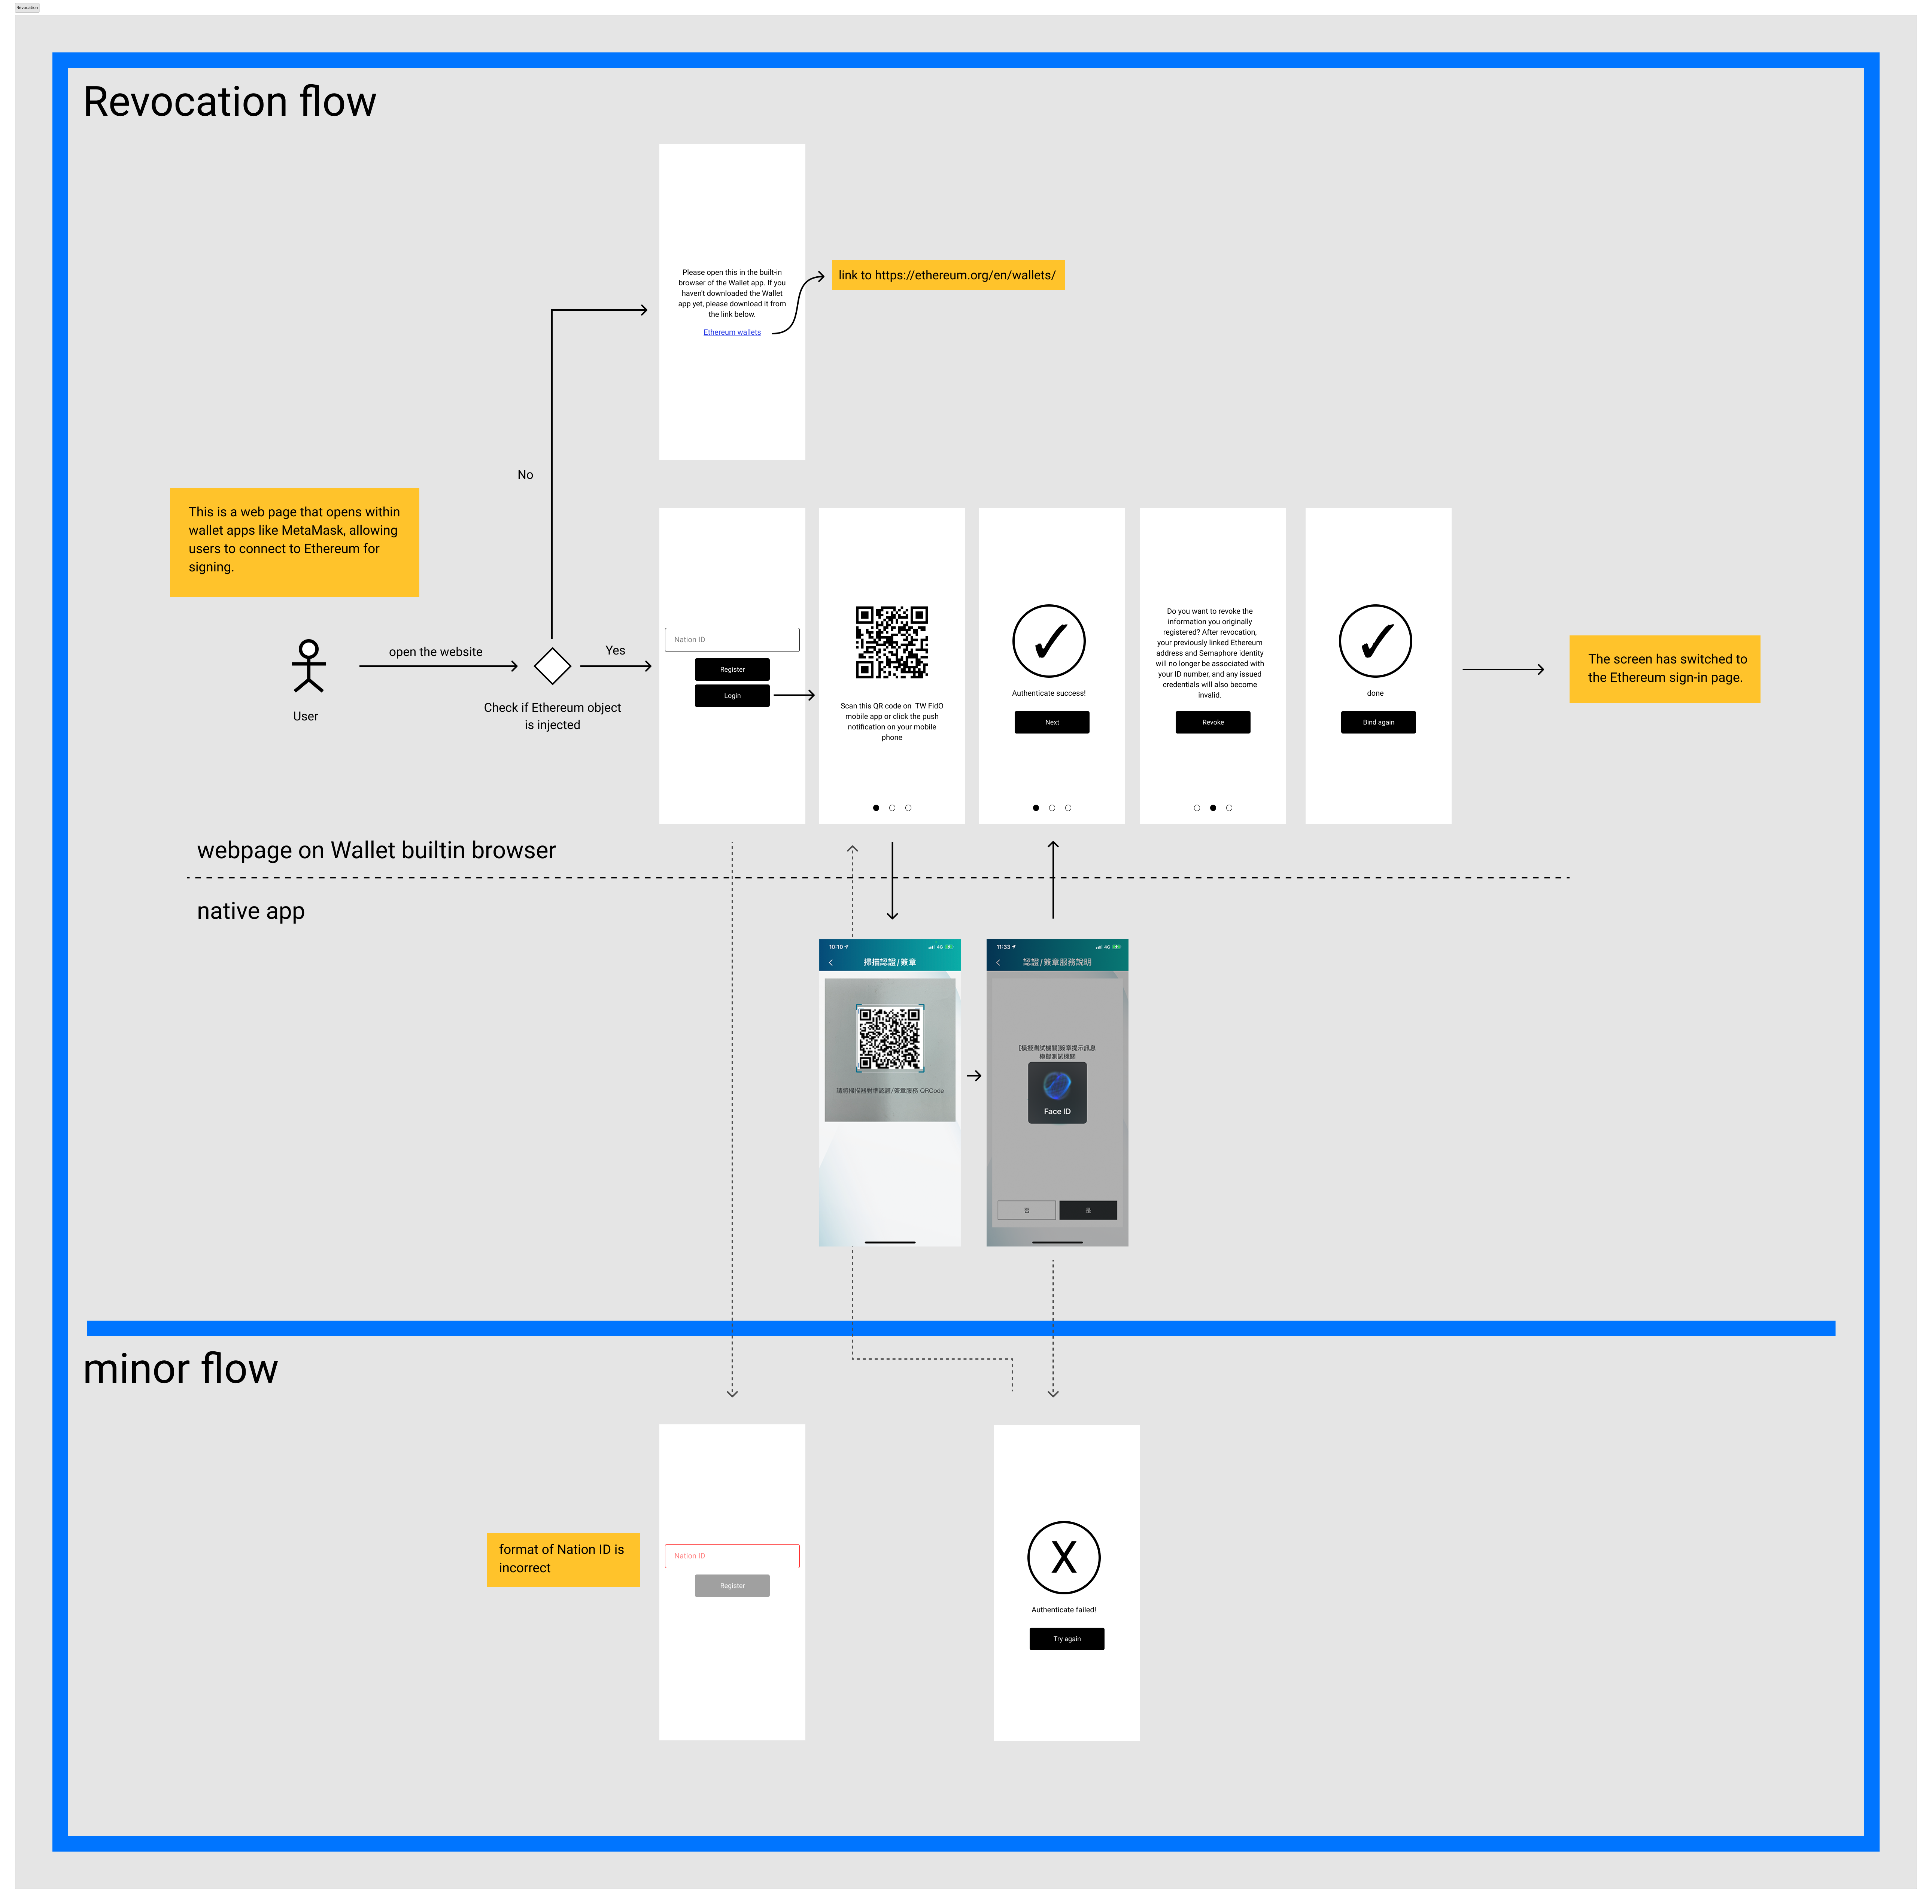 Revocation
Revocation flow
Please open this in the built-in
browser of the Wallet app. If you
haven't downloaded the Wallet
app yet, please download it from
the link below.
Ethereum wallets
link to https://ethereum.org/en/wallets/
No
This is a web page that opens within
wallet apps like MetaMask, allowing
users to connect to Ethereum for
signing.
User
open the website
Check if Ethereum object
is injected
Yes
Nation ID
Register
Login
Scan this QR code on TW FidO
mobile app or click the push
notification on your mobile
phone
Authenticate success!
Next
Do you want to revoke the
information you originally
registered? After revocation,
your previously linked Ethereum
address and Semaphore identity
will no longer be associated with
your ID number, and any issued
credentials will also become
invalid.
Revoke
done
Bind again
The screen has switched to
the Ethereum sign-in page.
webpage on Wallet builtin browser
native app
10:10
4G
掃描認證/簽章
請將掃描器對準認證/簽章服務 QRCode
11:33
4G
認證/簽章服務說明
[模擬測試機關]簽章提示訊息
模擬測試機關
Face ID
否
是
minor flow
format of Nation ID is
incorrect
Nation ID
Register
X
Authenticate failed!
Try again